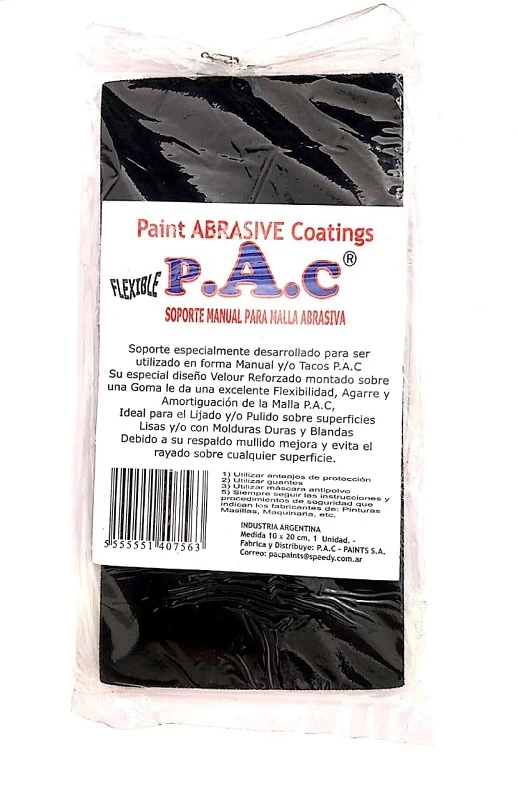 Paint ABRASIVE Coatings
FLEXIBLE P.A.C®
SOPORTE MANUAL PARA MALLA ABRASIVA
Soporte especialmente desarrollado para ser
utilizado en forma Manual y/o Tacos P.A.C
Su especial diseño Velour Reforzado montado sobre
una Goma le da una excelente Flexibilidad, Agarre y
Amortiguación de la Malla P.A.C,
Ideal para el Lijado y/o Pulido sobre superficies
Lisas y/o con Molduras Duras y Blandas
Debido a su respaldo mullido mejora y evita el
rayado sobre cualquier superficie.
1) Utilizar anteojos de protección
2) Utilizar guantes
3) Utilizar máscara antipolvo
5) Siempre seguir las instrucciones y
procedimientos de seguridad que
indican los fabricantes de: Pinturas
Masillas, Maquinaria, etc.
5 555551 407563
INDUSTRIA ARGENTINA
Medida 10 x 20 cm. 1 Unidad. -
Fabrica y Distribuye: P.A.C - PAINTS S.A.
Correo: pacpaints@speedy.com.ar